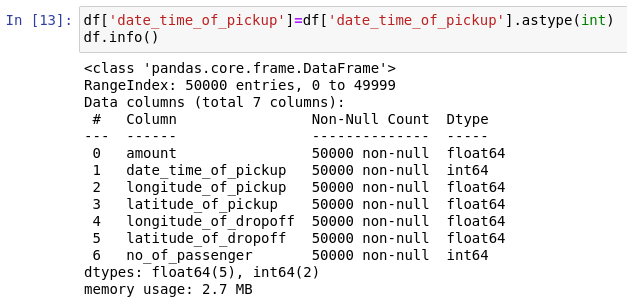 In [13]: df['date_time_of_pickup']=df['date_time_of_pickup'].astype(int)
df.info()
<class 'pandas.core.frame.DataFrame'>
RangeIndex: 50000 entries, 0 to 49999
Data columns (total 7 columns):
 #   Column                Non-Null Count  Dtype
---  ------                --------------  -----
 0   amount                50000 non-null  float64
 1   date_time_of_pickup   50000 non-null  int64
 2   longitude_of_pickup   50000 non-null  float64
 3   latitude_of_pickup    50000 non-null  float64
 4   longitude_of_dropoff  50000 non-null  float64
 5   latitude_of_dropoff   50000 non-null  float64
 6   no_of_passenger       50000 non-null  int64
dtypes: float64(5), int64(2)
memory usage: 2.7 MB